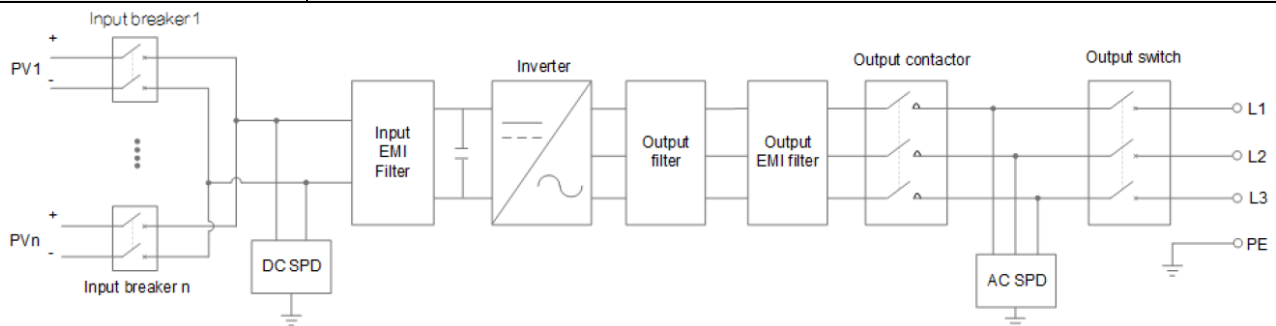 Input breaker 1
+
PV1
-
+
PVn
-
Input breaker n
DC SPD
Input
EMI
Filter
Inverter
Output
filter
Output
EMI filter
Output contactor
AC SPD
Output switch
L1
L2
L3
PE